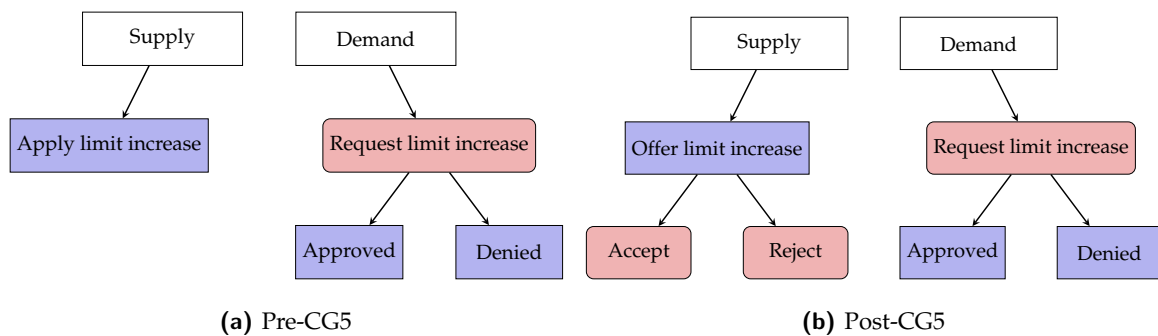 Supply
Demand
Apply limit increase
Request limit increase
Approved
Denied
(a) Pre-CG5
Supply
Demand
Offer limit increase
Request limit increase
Accept
Reject
Approved
Denied
(b) Post-CG5